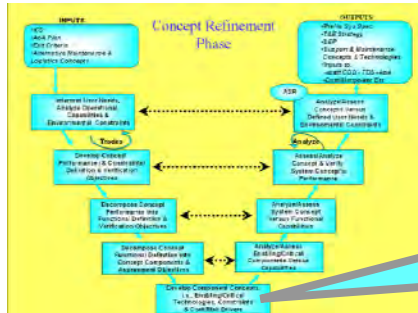 INPUTS
•ICD
•AoA Plan
•Exit Criteria
•Alternative Maintenance &
Logistics Concepts
Concept Refinement
Phase
OUTPUTS
•Prelim Sys Spec
•T&E Strategy
•SEP
•Support & Maintenance
Concepts & Technologies
•Inputs to:
ASR
Interpret User Needs,
Analyze Operational
Capabilities &
Environmental Constraints
Analyze/Assess
Concept Versus
Defined User Needs &
Environmental Constraints
Trades
Analyze
Develop Concept
Performance (& Constraints)
Definition & Verification
Objectives
Assess/Analyze
Concept & Verify
System Concept's
Performance
Decompose Concept
Performance into
Functional Definition &
Verification Objectives
Analyze/Assess
System Concept
Versus Functional
Capabilities
Decompose Concept
Functional Definition into
Concept Components &
Assessment Objectives
Analyze/Assess
Enabling/Critical
Components Versus
Capabilities
Develop Component Concepts
i.e., Enabling/Critical
Technologies, Constraints
& Cost/Risk Drivers